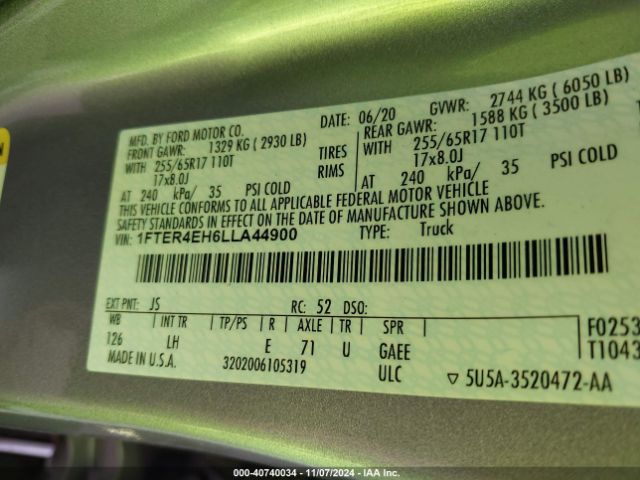 MFD. BY FORD MOTOR CO.
DATE: 06/20 GVWR: 2744 KG ( 6050 LB)
FRONT GAWR: 1329 KG ( 2930 LB)
REAR GAWR: 1588 KG ( 3500 LB)
WITH 255/65R17 110T TIRES WITH 255/65R17 110T
17x8.0J RIMS 17x8.0J
AT 240 kPa/ 35 PSI COLD AT 240 kPa/ 35 PSI COLD
THIS VEHICLE CONFORMS TO ALL APPLICABLE FEDERAL MOTOR VEHICLE
SAFETY STANDARDS IN EFFECT ON THE DATE OF MANUFACTURE SHOWN ABOVE.
VIN: 1FTER4EH6LLA44900 TYPE: Truck
EXT PNT: JS RC: 52 DSO:
WB INT TR TP/PS R AXLE TR SPR
126 LH E 71 U GAEE
F0253
T1043
MADE IN U.S.A. 3202006105319 ULC ▽ 5U5A-3520472-AA
000-40740034 - 11/07/2024 - IAA Inc.